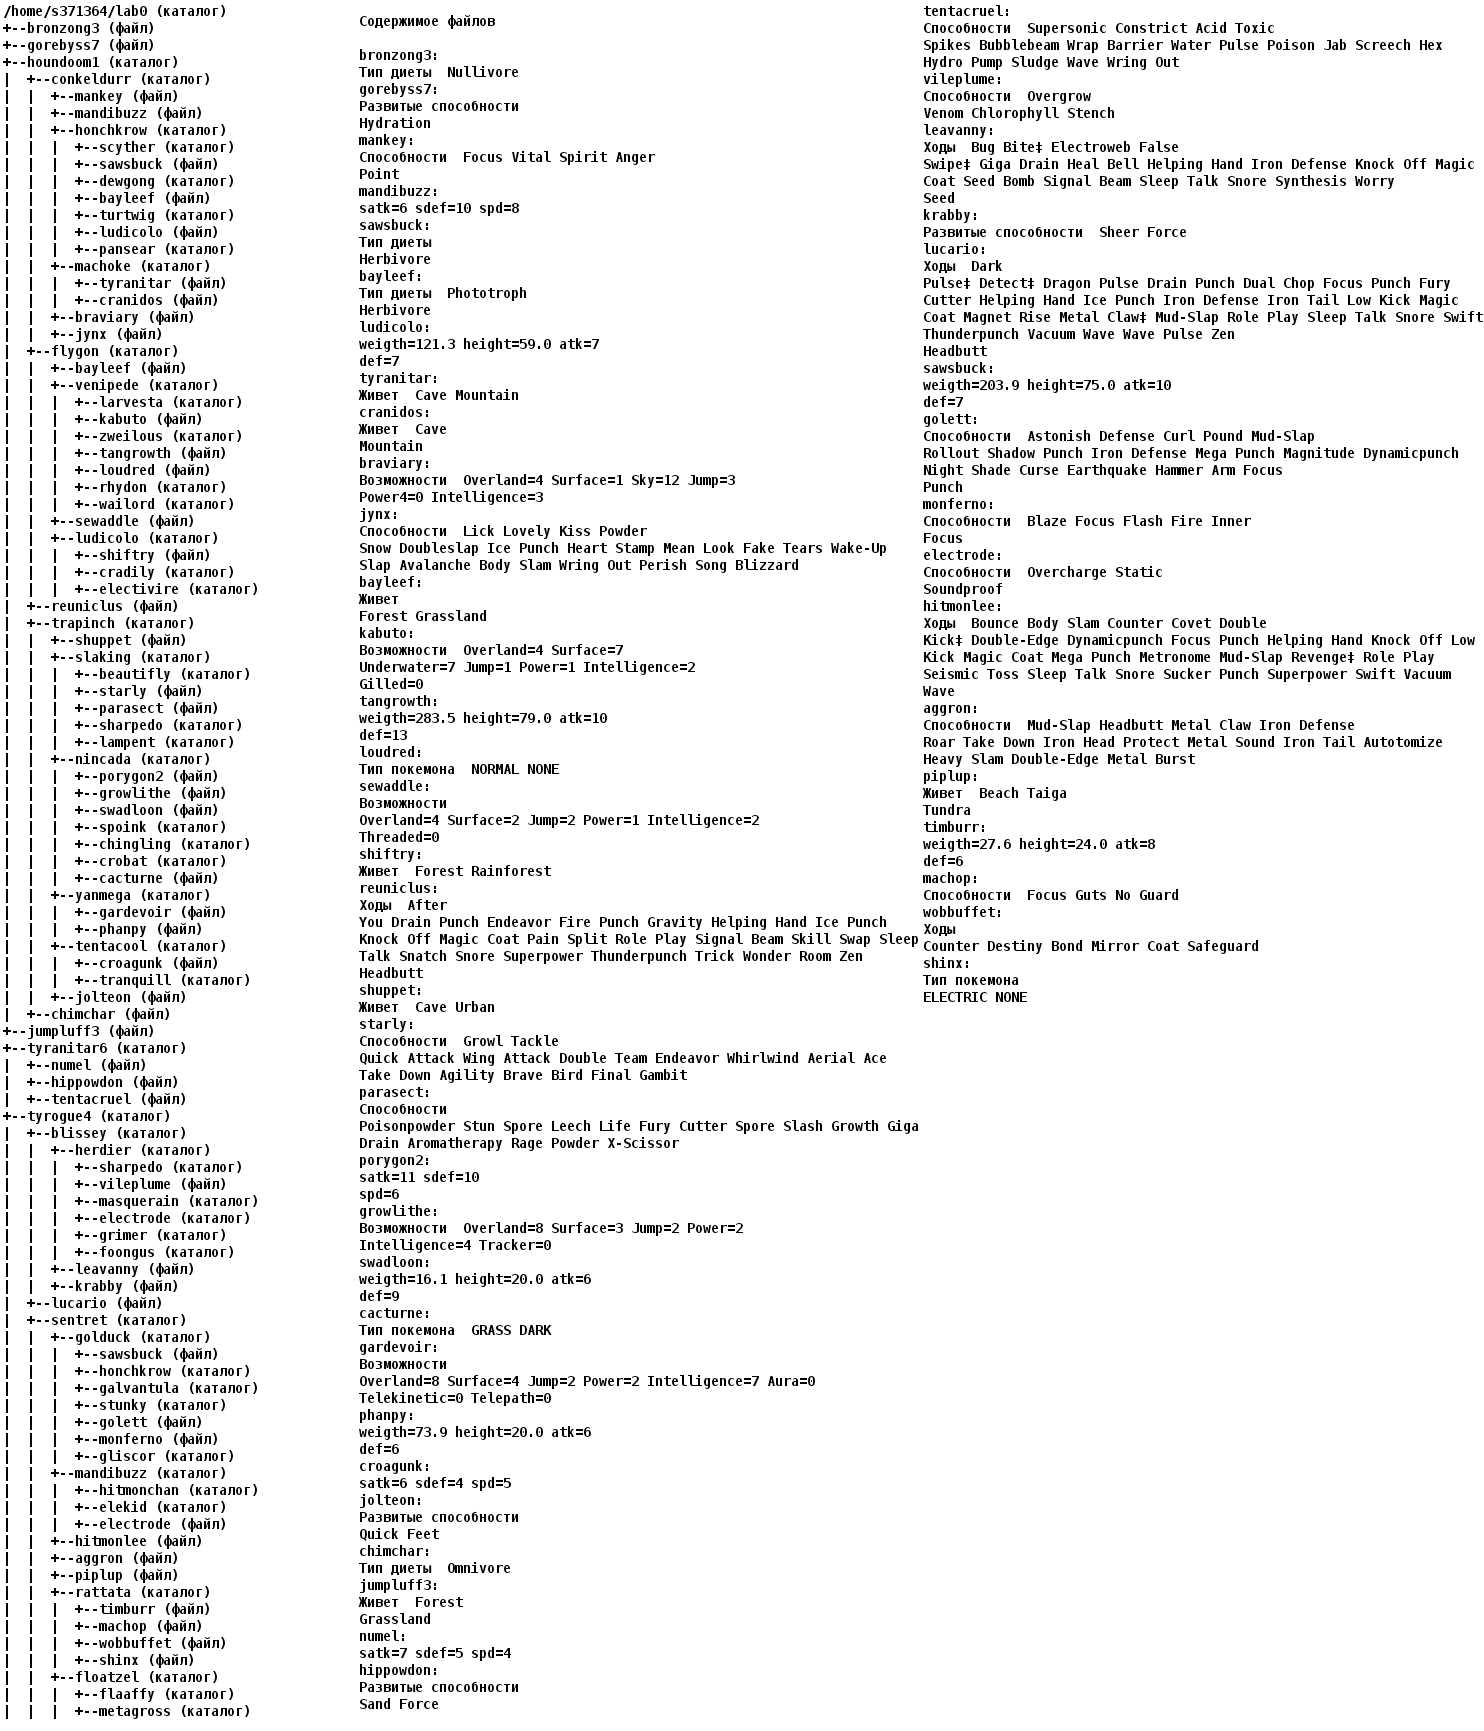 /home/s371364/lab0 (каталог)
+--bronzong3 (файл)
+--gorebyss7 (файл)
+--houndoom1 (каталог)
|  +--conkeldurr (каталог)
|  |  +--mankey (файл)
|  |  +--mandibuzz (файл)
|  |  +--honchkrow (каталог)
|  |  |  +--scyther (каталог)
|  |  |  +--sawsbuck (файл)
|  |  |  +--dewgong (каталог)
|  |  |  +--bayleef (файл)
|  |  |  +--turtwig (каталог)
|  |  |  +--ludicolo (файл)
|  |  |  +--pansear (каталог)
|  |  +--machoke (каталог)
|  |  |  +--tyranitar (файл)
|  |  |  +--cranidos (файл)
|  |  +--braviary (файл)
|  |  +--jynx (файл)
|  +--flygon (каталог)
|  |  +--bayleef (файл)
|  |  +--venipede (каталог)
|  |  |  +--larvesta (каталог)
|  |  |  +--kabuto (файл)
|  |  |  +--zweilous (каталог)
|  |  |  +--tangrowth (файл)
|  |  |  +--loudred (файл)
|  |  |  +--rhydon (каталог)
|  |  |  +--wailord (каталог)
|  |  +--sewaddle (файл)
|  |  +--ludicolo (каталог)
|  |  |  +--shiftry (файл)
|  |  |  +--cradily (каталог)
|  |  |  +--electivire (каталог)
|  +--reuniclus (файл)
|  +--trapinch (каталог)
|  |  +--shuppet (файл)
|  |  +--slaking (каталог)
|  |  |  +--beautifly (каталог)
|  |  |  +--starly (файл)
|  |  |  +--parasect (файл)
|  |  |  +--sharpedo (каталог)
|  |  |  +--lampent (каталог)
|  |  +--nincada (каталог)
|  |  |  +--porygon2 (файл)
|  |  |  +--growlithe (файл)
|  |  |  +--swadloon (файл)
|  |  |  +--spoink (каталог)
|  |  |  +--chingling (каталог)
|  |  |  +--crobat (каталог)
|  |  |  +--cacturne (файл)
|  |  +--yanmega (каталог)
|  |  |  +--gardevoir (файл)
|  |  |  +--phanpy (файл)
|  |  +--tentacool (каталог)
|  |  |  +--croagunk (файл)
|  |  |  +--tranquill (каталог)
|  |  +--jolteon (файл)
|  +--chimchar (файл)
+--jumpluff3 (файл)
+--tyranitar6 (каталог)
|  +--numel (файл)
|  +--hippowdon (файл)
|  +--tentacruel (файл)
+--tyrogue4 (каталог)
|  +--blissey (каталог)
|  |  +--herdier (каталог)
|  |  |  +--sharpedo (каталог)
|  |  |  +--vileplume (файл)
|  |  |  +--masquerain (каталог)
|  |  |  +--electrode (каталог)
|  |  |  +--grimer (каталог)
|  |  |  +--foongus (каталог)
|  |  +--leavanny (файл)
|  |  +--krabby (файл)
|  +--lucario (файл)
|  +--sentret (каталог)
|  |  +--golduck (каталог)
|  |  |  +--sawsbuck (файл)
|  |  |  +--honchkrow (каталог)
|  |  |  +--galvantula (каталог)
|  |  |  +--stunky (каталог)
|  |  |  +--golett (файл)
|  |  |  +--monferno (файл)
|  |  |  +--gliscor (каталог)
|  |  +--mandibuzz (каталог)
|  |  |  +--hitmonchan (каталог)
|  |  |  +--elekid (каталог)
|  |  |  +--electrode (файл)
|  |  +--hitmonlee (файл)
|  |  +--aggron (файл)
|  |  +--piplup (файл)
|  |  +--rattata (каталог)
|  |  |  +--timburr (файл)
|  |  |  +--machop (файл)
|  |  |  +--wobbuffet (файл)
|  |  |  +--shinx (файл)
|  |  +--floatzel (каталог)
|  |  |  +--flaaffy (каталог)
|  |  |  +--metagross (каталог)
Содержимое файлов
bronzong3:
Тип диеты  Nullivore
gorebyss7:
Развитые способности
Hydration
mankey:
Способности  Focus Vital Spirit Anger
Point
mandibuzz:
satk=6 sdef=10 spd=8
sawsbuck:
Тип диеты
Herbivore
bayleef:
Тип диеты  Phototroph
Herbivore
ludicolo:
weigth=121.3 height=59.0 atk=7
def=7
tyranitar:
Живет  Cave Mountain
cranidos:
Живет  Cave
Mountain
braviary:
Возможности  Overland=4 Surface=1 Sky=12 Jump=3
Power4=0 Intelligence=3
jynx:
Способности  Lick Lovely Kiss Powder
Snow Doubleslap Ice Punch Heart Stamp Mean Look Fake Tears Wake-Up
Slap Avalanche Body Slam Wring Out Perish Song Blizzard
bayleef:
Живет
Forest Grassland
kabuto:
Возможности  Overland=4 Surface=7
Underwater=7 Jump=1 Power=1 Intelligence=2
Gilled=0
tangrowth:
weigth=283.5 height=79.0 atk=10
def=13
loudred:
Тип покемона  NORMAL NONE
sewaddle:
Возможности
Overland=4 Surface=2 Jump=2 Power=1 Intelligence=2
Threaded=0
shiftry:
Живет  Forest Rainforest
reuniclus:
Ходы  After
You Drain Punch Endeavor Fire Punch Gravity Helping Hand Ice Punch
Knock Off Magic Coat Pain Split Role Play Signal Beam Skill Swap Sleep
Talk Snatch Snore Superpower Thunderpunch Trick Wonder Room Zen
Headbutt
shuppet:
Живет  Cave Urban
starly:
Способности  Growl Tackle
Quick Attack Wing Attack Double Team Endeavor Whirlwind Aerial Ace
Take Down Agility Brave Bird Final Gambit
parasect:
Способности
Poisonpowder Stun Spore Leech Life Fury Cutter Spore Slash Growth Giga
Drain Aromatherapy Rage Powder X-Scissor
porygon2:
satk=11 sdef=10
spd=6
growlithe:
Возможности  Overland=8 Surface=3 Jump=2 Power=2
Intelligence=4 Tracker=0
swadloon:
weigth=16.1 height=20.0 atk=6
def=9
cacturne:
Тип покемона  GRASS DARK
gardevoir:
Возможности
Overland=8 Surface=4 Jump=2 Power=2 Intelligence=7 Aura=0
Telekinetic=0 Telepath=0
phanpy:
weigth=73.9 height=20.0 atk=6
def=6
croagunk:
satk=6 sdef=4 spd=5
jolteon:
Развитые способности
Quick Feet
chimchar:
Тип диеты  Omnivore
jumpluff3:
Живет  Forest
Grassland
numel:
satk=7 sdef=5 spd=4
hippowdon:
Развитые способности
Sand Force
tentacruel:
Способности  Supersonic Constrict Acid Toxic
Spikes Bubblebeam Wrap Barrier Water Pulse Poison Jab Screech Hex
Hydro Pump Sludge Wave Wring Out
vileplume:
Способности  Overgrow
Venom Chlorophyll Stench
leavanny:
Ходы  Bug Bite‡ Electroweb False
Swipe‡ Giga Drain Heal Bell Helping Hand Iron Defense Knock Off Magic
Coat Seed Bomb Signal Beam Sleep Talk Snore Synthesis Worry
Seed
krabby:
Развитые способности  Sheer Force
lucario:
Ходы  Dark
Pulse‡ Detect‡ Dragon Pulse Drain Punch Dual Chop Focus Punch Fury
Cutter Helping Hand Ice Punch Iron Defense Iron Tail Low Kick Magic
Coat Magnet Rise Metal Claw‡ Mud-Slap Role Play Sleep Talk Snore Swift
Thunderpunch Vacuum Wave Wave Pulse Zen
Headbutt
sawsbuck:
weigth=203.9 height=75.0 atk=10
def=7
golett:
Способности  Astonish Defense Curl Pound Mud-Slap
Rollout Shadow Punch Iron Defense Mega Punch Magnitude Dynamicpunch
Night Shade Curse Earthquake Hammer Arm Focus
Punch
monferno:
Способности  Blaze Focus Flash Fire Inner
Focus
electrode:
Способности  Overcharge Static
Soundproof
hitmonlee:
Ходы  Bounce Body Slam Counter Covet Double
Kick‡ Double-Edge Dynamicpunch Focus Punch Helping Hand Knock Off Low
Kick Magic Coat Mega Punch Metronome Mud-Slap Revenge‡ Role Play
Seismic Toss Sleep Talk Snore Sucker Punch Superpower Swift Vacuum
Wave
aggron:
Способности  Mud-Slap Headbutt Metal Claw Iron Defense
Roar Take Down Iron Head Protect Metal Sound Iron Tail Autotomize
Heavy Slam Double-Edge Metal Burst
piplup:
Живет  Beach Taiga
Tundra
timburr:
weigth=27.6 height=24.0 atk=8
def=6
machop:
Способности  Focus Guts No Guard
wobbuffet:
Ходы
Counter Destiny Bond Mirror Coat Safeguard
shinx:
Тип покемона
ELECTRIC NONE